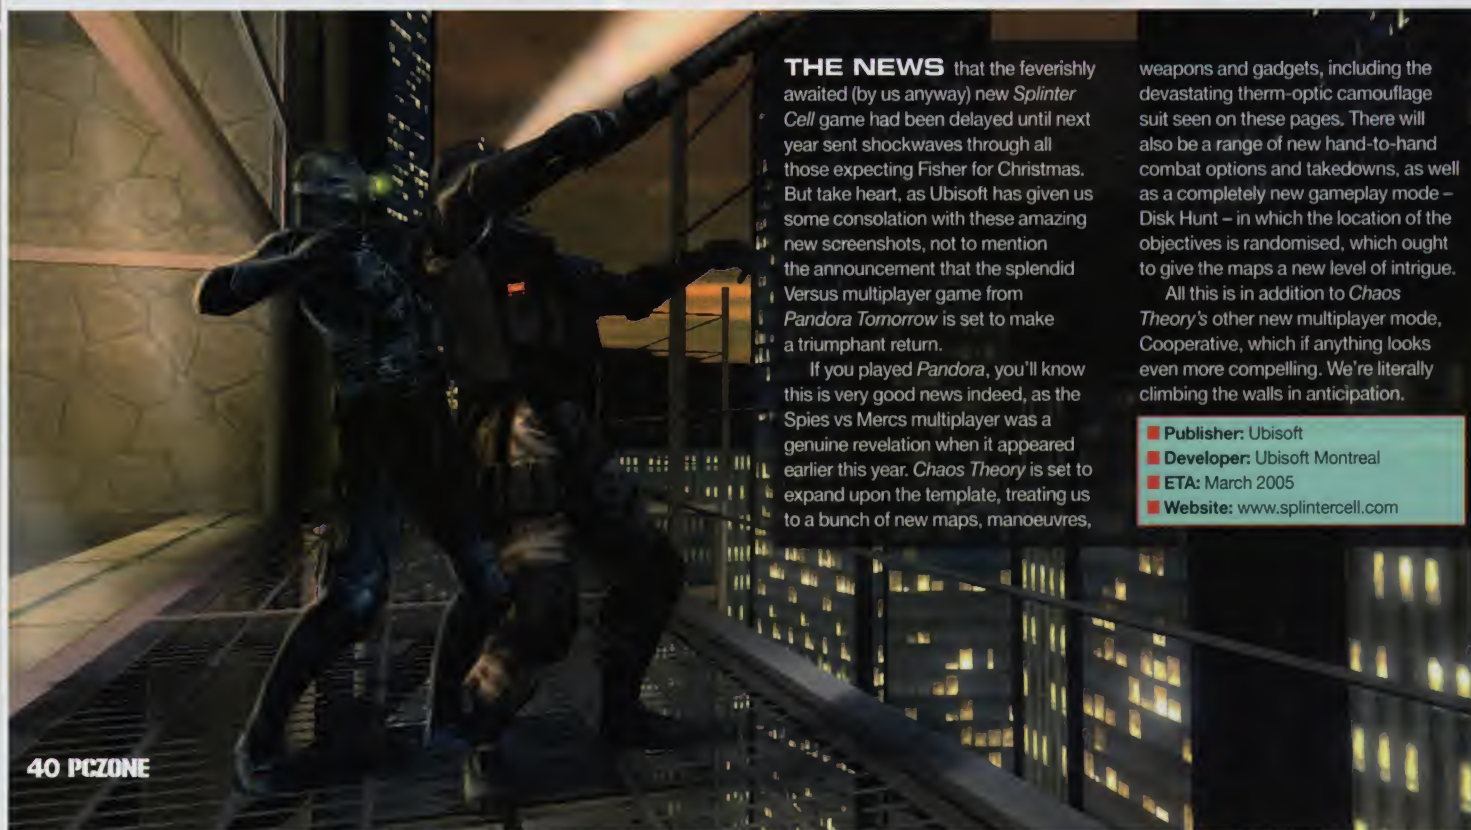 THE NEWS that the feverishly
awaited (by us anyway) new Splinter
Cell game had been delayed until next
year sent shockwaves through all
those expecting Fisher for Christmas.
But take heart, as Ubisoft has given us
some consolation with these amazing
new screenshots, not to mention
the announcement that the splendid
Versus multiplayer game from
Pandora Tomorrow is set to make
a triumphant return.
If you played Pandora, you'll know
this is very good news indeed, as the
Spies vs Mercs multiplayer was a
genuine revelation when it appeared
earlier this year. Chaos Theory is set to
expand upon the template, treating us
to a bunch of new maps, manoeuvres,
weapons and gadgets, including the
devastating therm-optic camouflage
suit seen on these pages. There will
also be a range of new hand-to-hand
combat options and takedowns, as well
as a completely new gameplay mode –
Disk Hunt – in which the location of the
objectives is randomised, which ought
to give the maps a new level of intrigue.
All this is in addition to Chaos
Theory's other new multiplayer mode,
Cooperative, which if anything looks
even more compelling. We're literally
climbing the walls in anticipation.
Publisher: Ubisoft
Developer: Ubisoft Montreal
ETA: March 2005
Website: www.splintercell.com
40 PCZONE